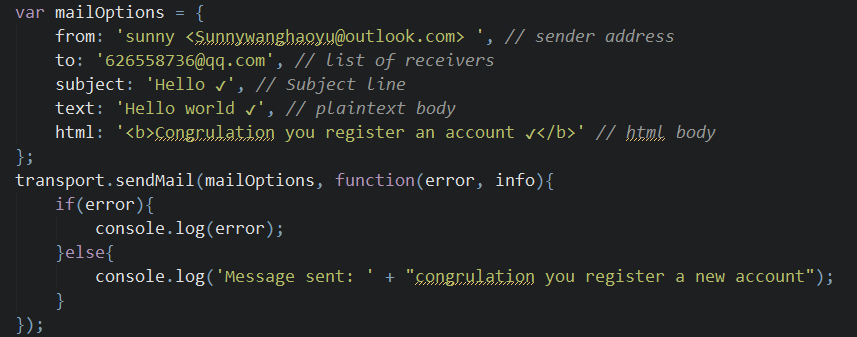 var mailOptions = {
    from: 'sunny <Sunnywanghaoyu@outlook.com> ', // sender address
    to: '626558736@qq.com', // list of receivers
    subject: 'Hello ✔', // Subject line
    text: 'Hello world ✔', // plaintext body
    html: '<b>Congrulation you register an account ✔</b>' // html body
};
transport.sendMail(mailOptions, function(error, info){
    if(error){
        console.log(error);
    }else{
        console.log('Message sent: ' + "congrulation you register a new account");
    }
});